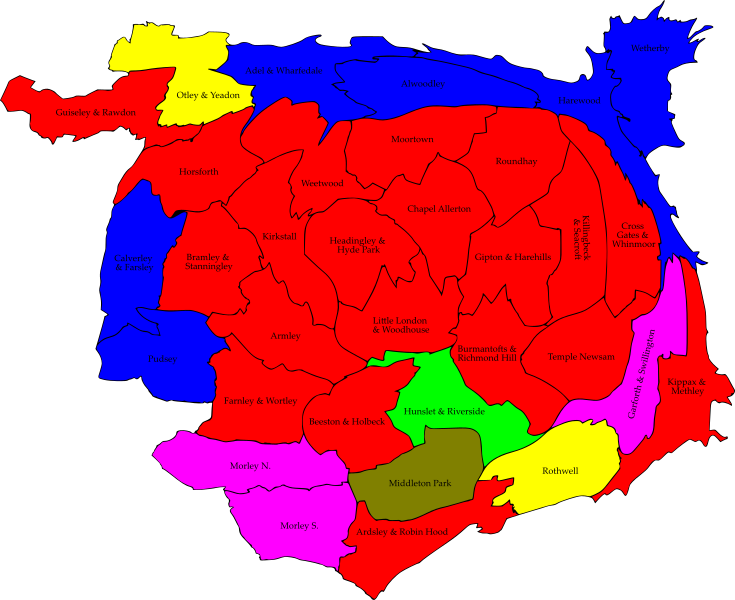 Wetherby
Adel & Wharfedale
Alwoodley
Harewood
Otley & Yeadon
Guiseley & Rawdon
Moortown
Roundhay
Horsforth
Weetwood
Chapel Allerton
Kirkstall
Headingley &
Hyde Park
Killingbeck
& Seacroft
Cross
Gates &
Whinmoor
Calverley
& Farsley
Bramley &
Stanningley
Gipton & Harehills
Little London
& Woodhouse
Armley
Pudsey
Burmantofts &
Richmond Hill
Temple Newsam
Garforth & Swillington
Kippax &
Methley
Farnley & Wortley
Beeston & Holbeck
Hunslet & Riverside
Morley N.
Rothwell
Middleton Park
Morley S.
Ardsley & Robin Hood